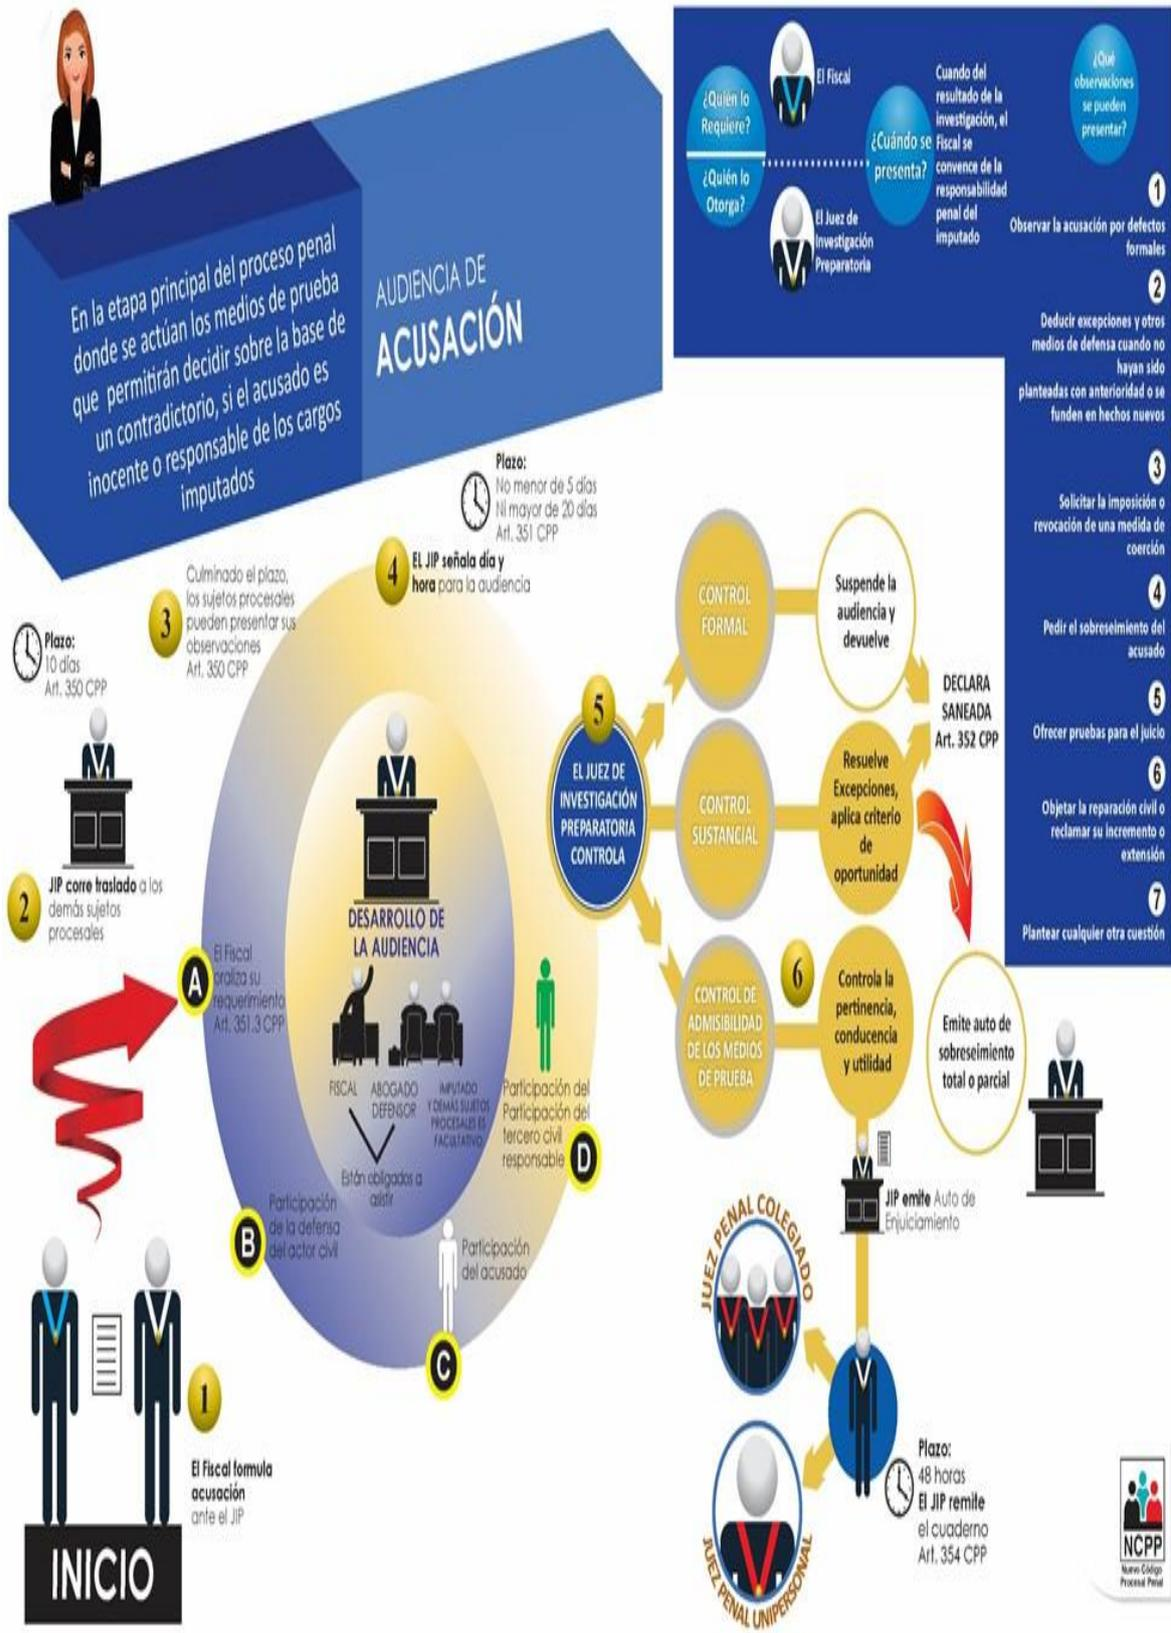 En la etapa principal del proceso penal
donde se actúan los medios de prueba
que permitirán decidir sobre la base de
un contradictorio, si el acusado es
inocente o responsable de los cargos
imputados
AUDIENCIA DE
ACUSACIÓN
¿Quién lo
Requiere?
¿Quién lo
Otorga?
El Fiscal
El Juez de
Investigación
Preparatoria
¿Cuándo se
presenta?
Cuando del
resultado de la
investigación, el
Fiscal se
convence de la
responsabilidad
penal del
imputado
¿Qué
observaciones
se pueden
presentar?
1
Observar la acusación por defectos
formales
2
Deducir excepciones y otros
medios de defensa cuando no
hayan sido
planteadas con anterioridad o se
funden en hechos nuevos
3
Solicitar la imposición o
revocación de una medida de
coerción
4
Pedir el sobreseimiento del
acusado
5
Ofrecer pruebas para el juicio
6
Objetar la reparación civil o
reclamar su incremento o
extensión
7
Plantear cualquier otra cuestión
INICIO
1
El Fiscal formula
acusación
ante el JIP
2
JIP corre traslado a los
demás sujetos
procesales
Plazo:
10 días
Art. 350 CPP
3
Culminado el plazo,
los sujetos procesales
pueden presentar sus
observaciones
Art. 350 CPP
4
EL JIP señala día y
hora para la audiencia
Plazo:
No menor de 5 días
Ni mayor de 20 días
Art. 351 CPP
DESARROLLO DE
LA AUDIENCIA
FISCAL
ABOGADO
DEFENSOR
IMPUTADO
Y DEMÁS SUJETOS
PROCESALES ES
FACULTATIVO
Están obligados a
asistir
A
El Fiscal
oraliza su
requerimiento
Art. 351.3 CPP
B
Participación
de la defensa
del actor civil
C
Participación
del acusado
D
Participación del
Participación del
tercero civil
responsable
5
EL JUEZ DE
INVESTIGACIÓN
PREPARATORIA
CONTROLA
CONTROL
FORMAL
Suspende la
audiencia y
devuelve
CONTROL
SUSTANCIAL
Resuelve
Excepciones,
aplica criterio
de
oportunidad
DECLARA
SANEADA
Art. 352 CPP
Emite auto de
sobreseimiento
total o parcial
CONTROL DE
ADMISIBILIDAD
DE LOS MEDIOS
DE PRUEBA
6
Controla la
pertinencia,
conducencia
y utilidad
JIP emite Auto de
Enjuiciamiento
JUEZ PENAL COLEGIADO
JUEZ PENAL UNIPERSONAL
Plazo:
48 horas
El JIP remite
el cuaderno
Art. 354 CPP
NCPP
Nuevo Código
Procesal Penal